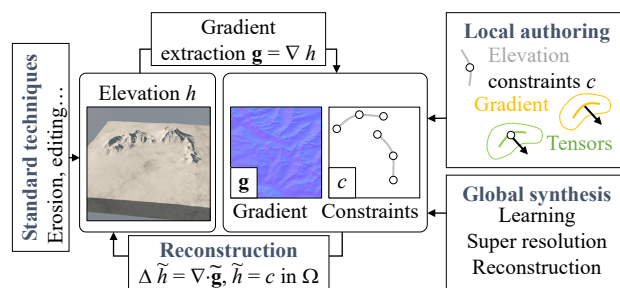 Gradient
extraction g = ∇ h
Standard techniques
Erosion, editing...
Elevation h
g
c
Gradient
Constraints
Reconstruction
Δ h̃ = ∇·g̃, h̃ = c in Ω
Local authoring
Elevation
constraints c
Gradient
Tensors
Global synthesis
Learning
Super resolution
Reconstruction